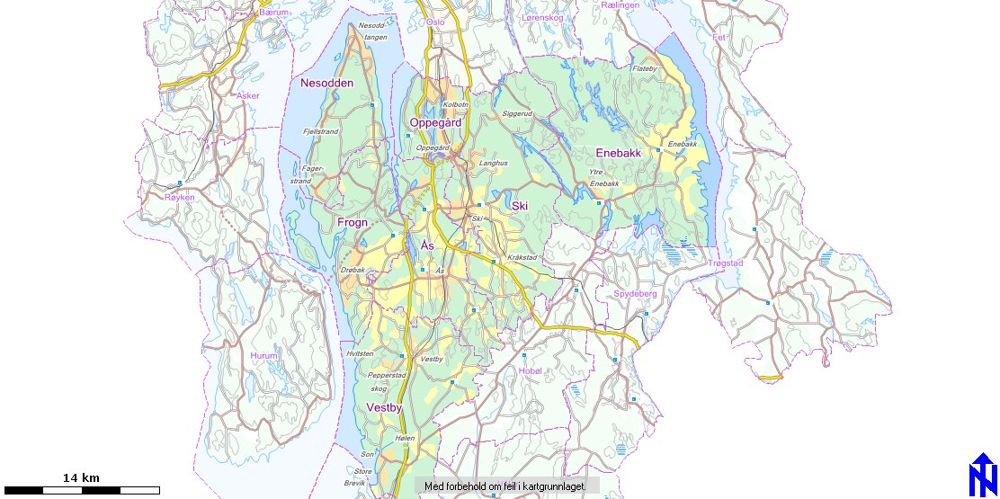 Rælingen
Bærum
Lørenskog
Oslo
Nesodd-
tangen
Fet
Flateby
Nesodden
Asker
Kolbotn
Siggerud
Oppegård
Fjellstrand
Oppegård
Enebakk
Enebakk
Langhus
Fager-
strand
Ytre
Enebakk
Røyken
Ski
Frogn
Ski
Ås
Kråkstad
Trøgstad
Drøbak
Ås
Spydeberg
Hvitsten
Hurum
Vestby
Hobøl
Pepperstad
skog
Vestby
Hølen
Son
Store
Brevik
14 km
Med forbehold om feil i kartgrunnlaget.
N